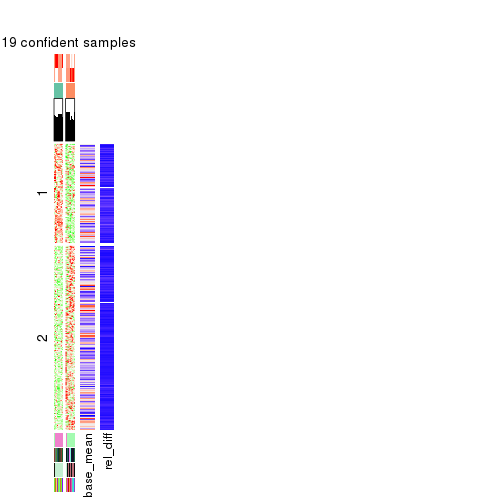 19 confident samples
1
2
base_mean
rel_diff